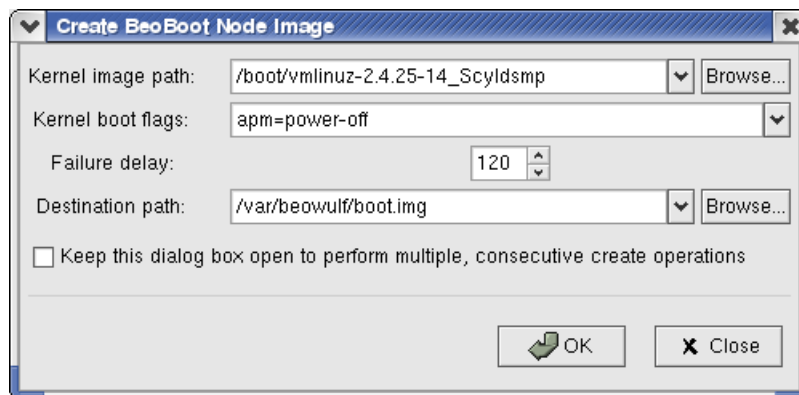 Create BeoBoot Node Image
Kernel image path: /boot/vmlinuz-2.4.25-14_Scyldsmp Browse...
Kernel boot flags: apm=power-off
Failure delay: 120
Destination path: /var/beowulf/boot.img Browse...
Keep this dialog box open to perform multiple, consecutive create operations
OK Close